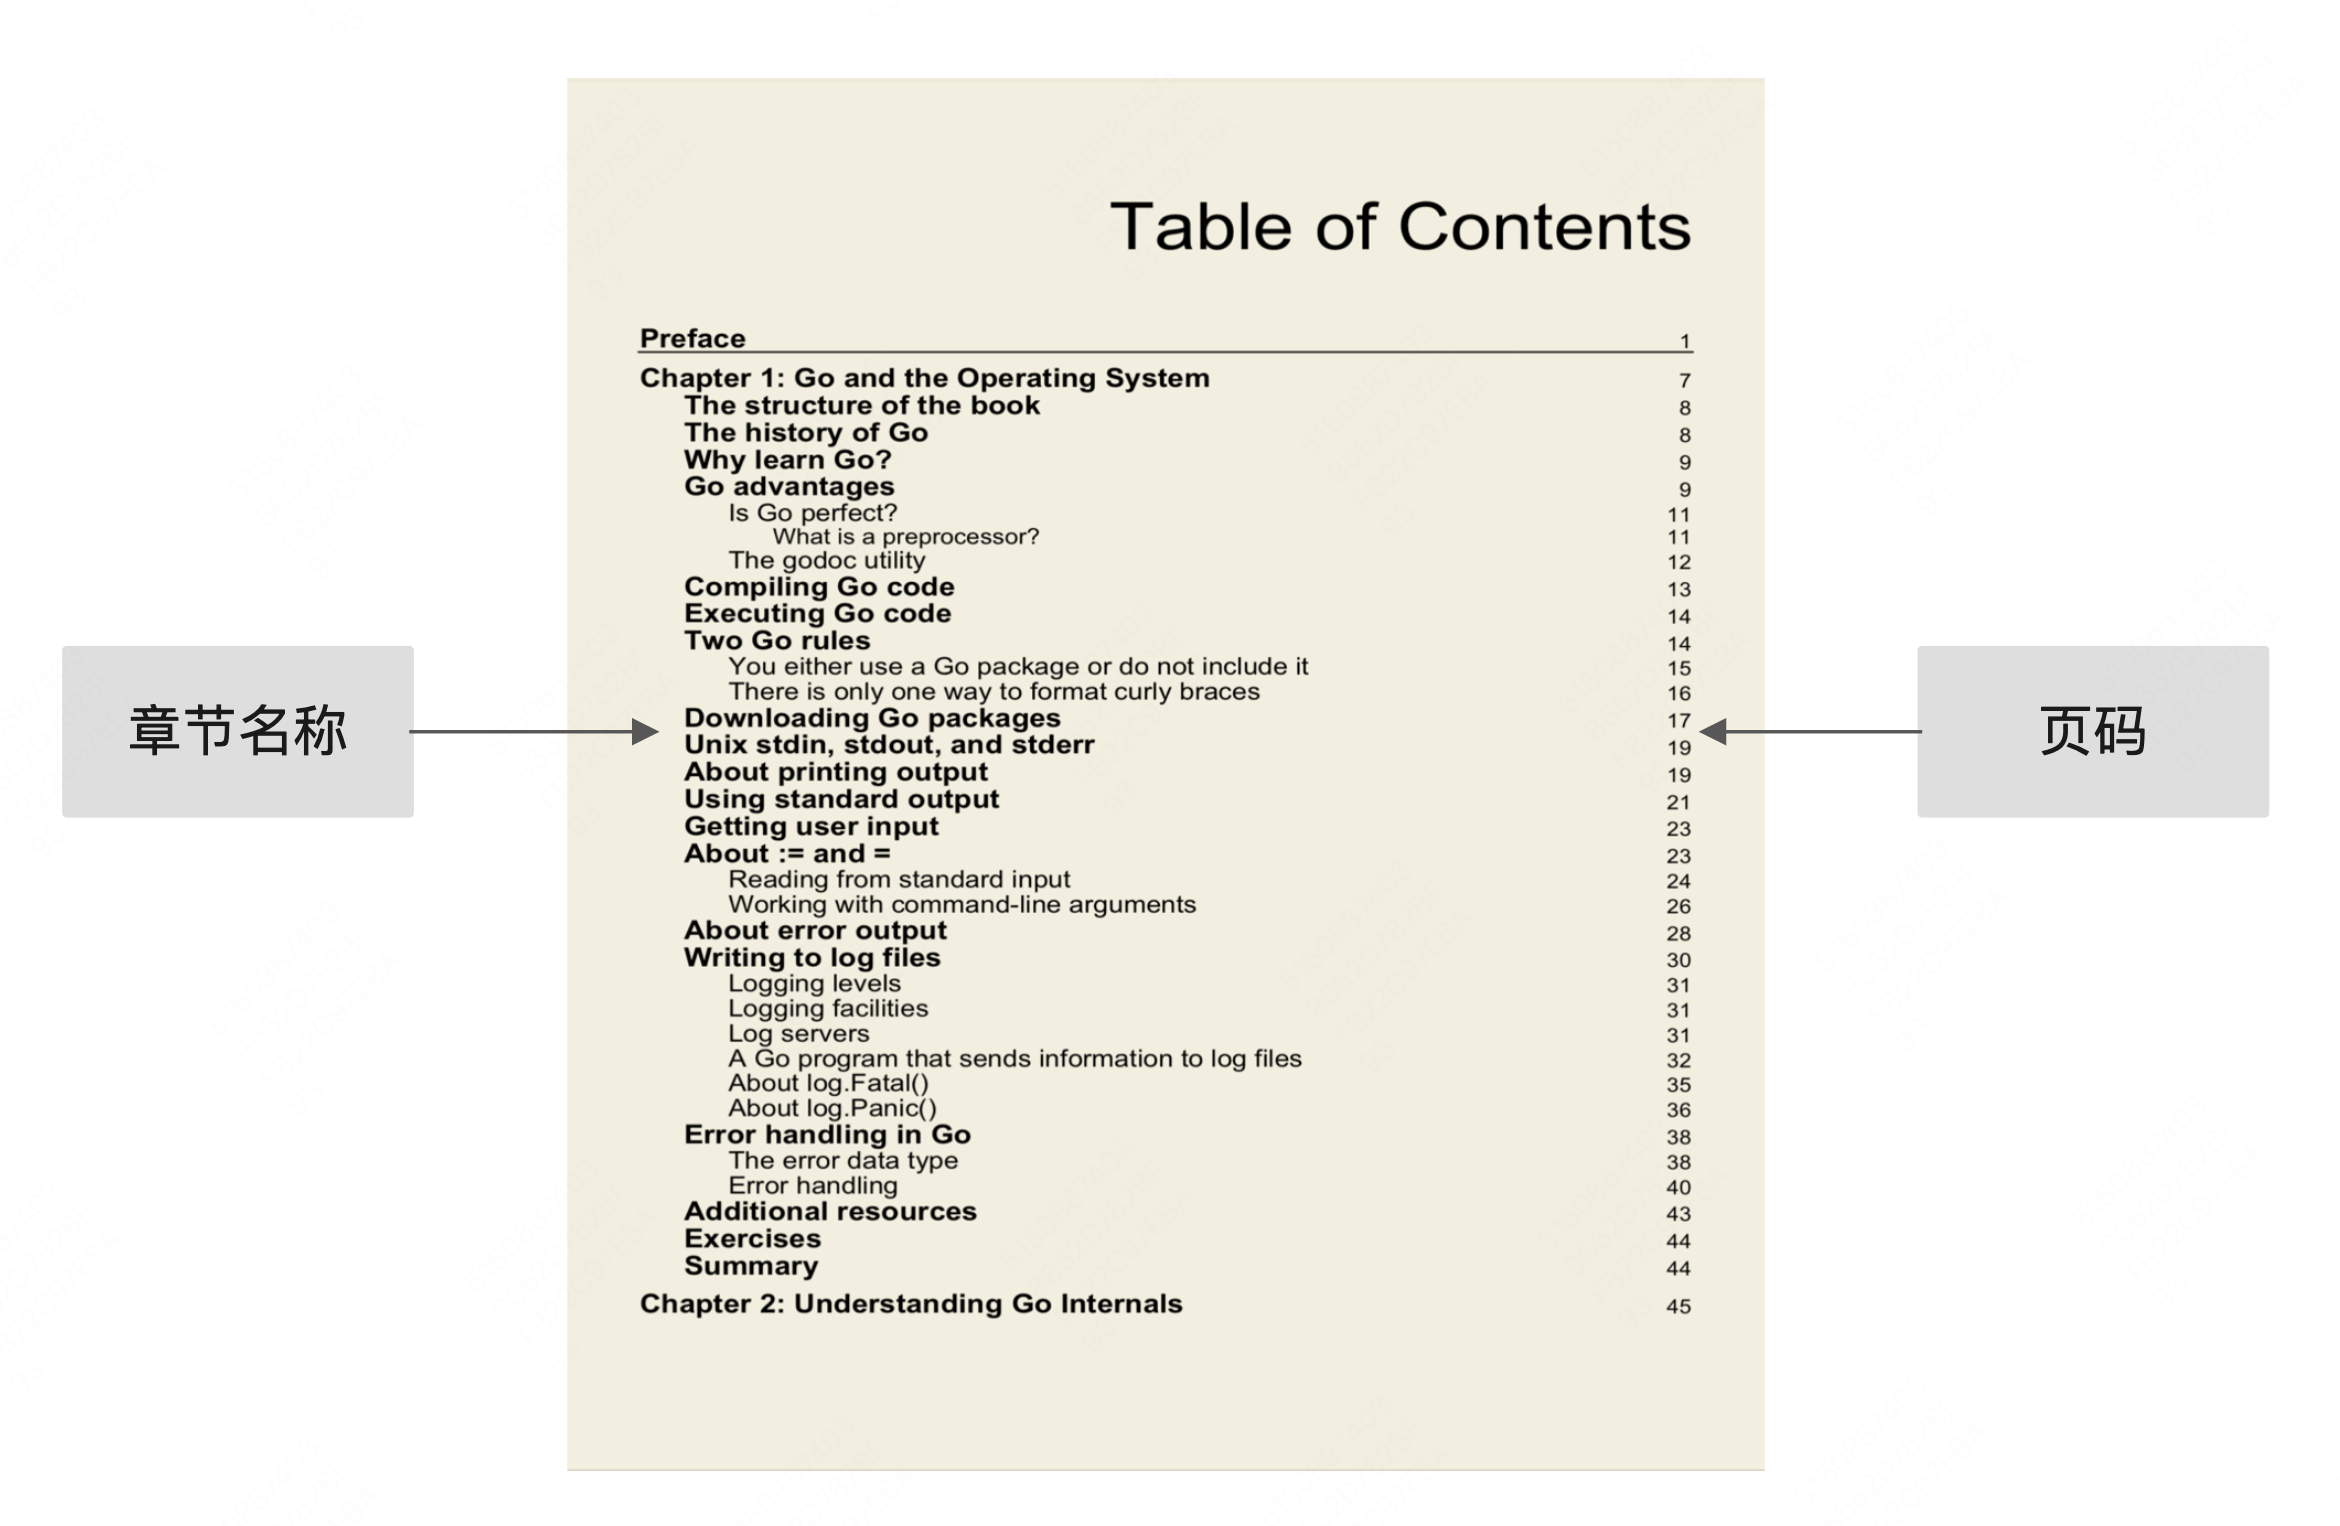 Table of Contents
Preface 1
Chapter 1: Go and the Operating System 7
The structure of the book 8
The history of Go 8
Why learn Go? 9
Go advantages 9
Is Go perfect? 11
What is a preprocessor? 11
The godoc utility 12
Compiling Go code 13
Executing Go code 14
Two Go rules 14
You either use a Go package or do not include it 15
There is only one way to format curly braces 16
Downloading Go packages 17
章节名称
页码
Unix stdin, stdout, and stderr 19
About printing output 19
Using standard output 21
Getting user input 23
About := and = 23
Reading from standard input 24
Working with command-line arguments 26
About error output 28
Writing to log files 30
Logging levels 31
Logging facilities 31
Log servers 31
A Go program that sends information to log files 32
About log.Fatal() 35
About log.Panic() 36
Error handling in Go 38
The error data type 38
Error handling 40
Additional resources 43
Exercises 44
Summary 44
Chapter 2: Understanding Go Internals 45